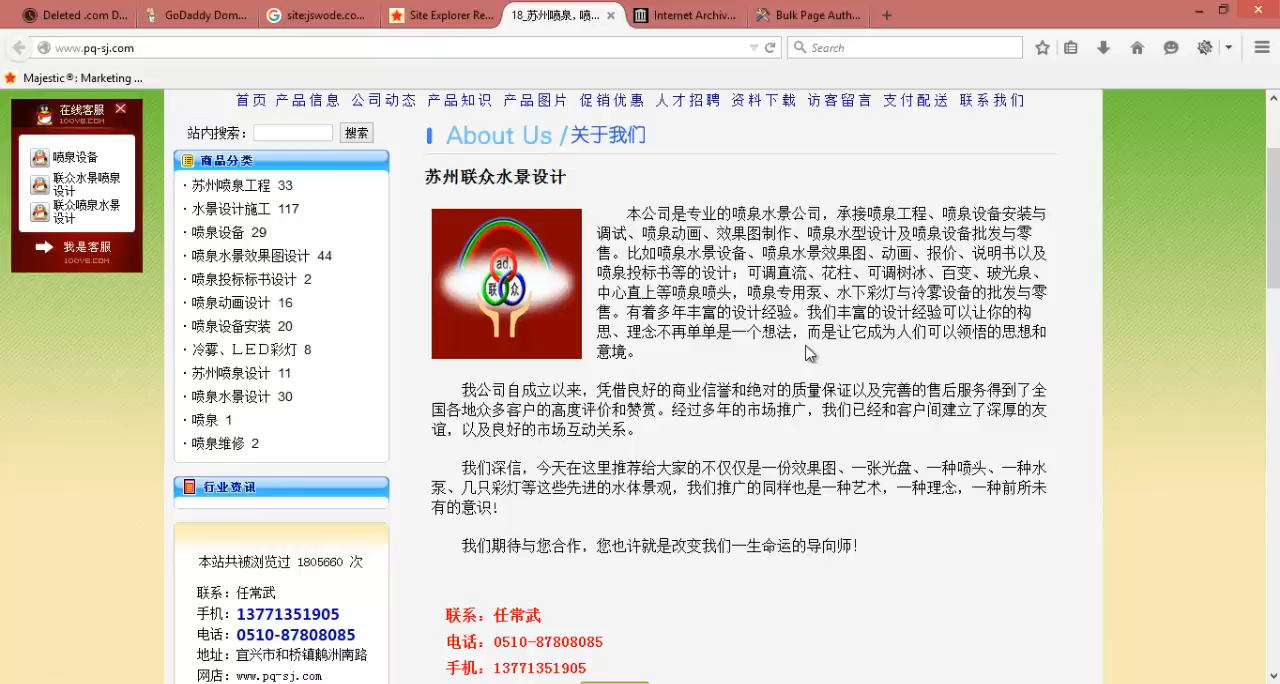 Deleted .com D...
GoDaddy Dom...
site:jswode.co...
Site Explorer Re...
18_苏州喷泉，喷...
Internet Archiv...
Bulk Page Auth...
www.pq-sj.com
Search
Majestic®: Marketing ...
在线客服
100VE.COM
喷泉设备
联众水景喷泉
设计
联众喷泉水景
设计
我是客服
100VE.COM
首页 产品信息 公司动态 产品知识 产品图片 促销优惠 人才招聘 资料下载 访客留言 支付配送 联系我们
站内搜索：
搜索
商品分类
· 苏州喷泉工程 33
· 水景设计施工 117
· 喷泉设备 29
· 喷泉水景效果图设计 44
· 喷泉投标标书设计 2
· 喷泉动画设计 16
· 喷泉设备安装 20
· 冷雾、ＬＥＤ彩灯 8
· 苏州喷泉设计 11
· 喷泉水景设计 30
· 喷泉 1
· 喷泉维修 2
行业资讯
本站共被浏览过 1805660 次
联系：任常武
手机：13771351905
电话：0510-87808085
地址：宜兴市和桥镇鹅洲南路
网店：www.pq-sj.com
About Us /关于我们
苏州联众水景设计
ad.
联 众
本公司是专业的喷泉水景公司，承接喷泉工程、喷泉设备安装与
调试、喷泉动画、效果图制作、喷泉水型设计及喷泉设备批发与零
售。比如喷泉水景设备、喷泉水景效果图、动画、报价、说明书以及
喷泉投标书等的设计；可调直流、花柱、可调树冰、百变、玻光泉、
中心直上等喷泉喷头，喷泉专用泵、水下彩灯与冷雾设备的批发与零
售。有着多年丰富的设计经验。我们丰富的设计经验可以让你的构
思、理念不再单单是一个想法，而是让它成为人们可以领悟的思想和
意境。
我公司自成立以来，凭借良好的商业信誉和绝对的质量保证以及完善的售后服务得到了全
国各地众多客户的高度评价和赞赏。经过多年的市场推广，我们已经和客户间建立了深厚的友
谊，以及良好的市场互动关系。
我们深信，今天在这里推荐给大家的不仅仅是一份效果图、一张光盘、一种喷头、一种水
泵、几只彩灯等这些先进的水体景观，我们推广的同样也是一种艺术，一种理念，一种前所未
有的意识！
我们期待与您合作，您也许就是改变我们一生命运的导向师！
联系：任常武
电话：0510-87808085
手机：13771351905